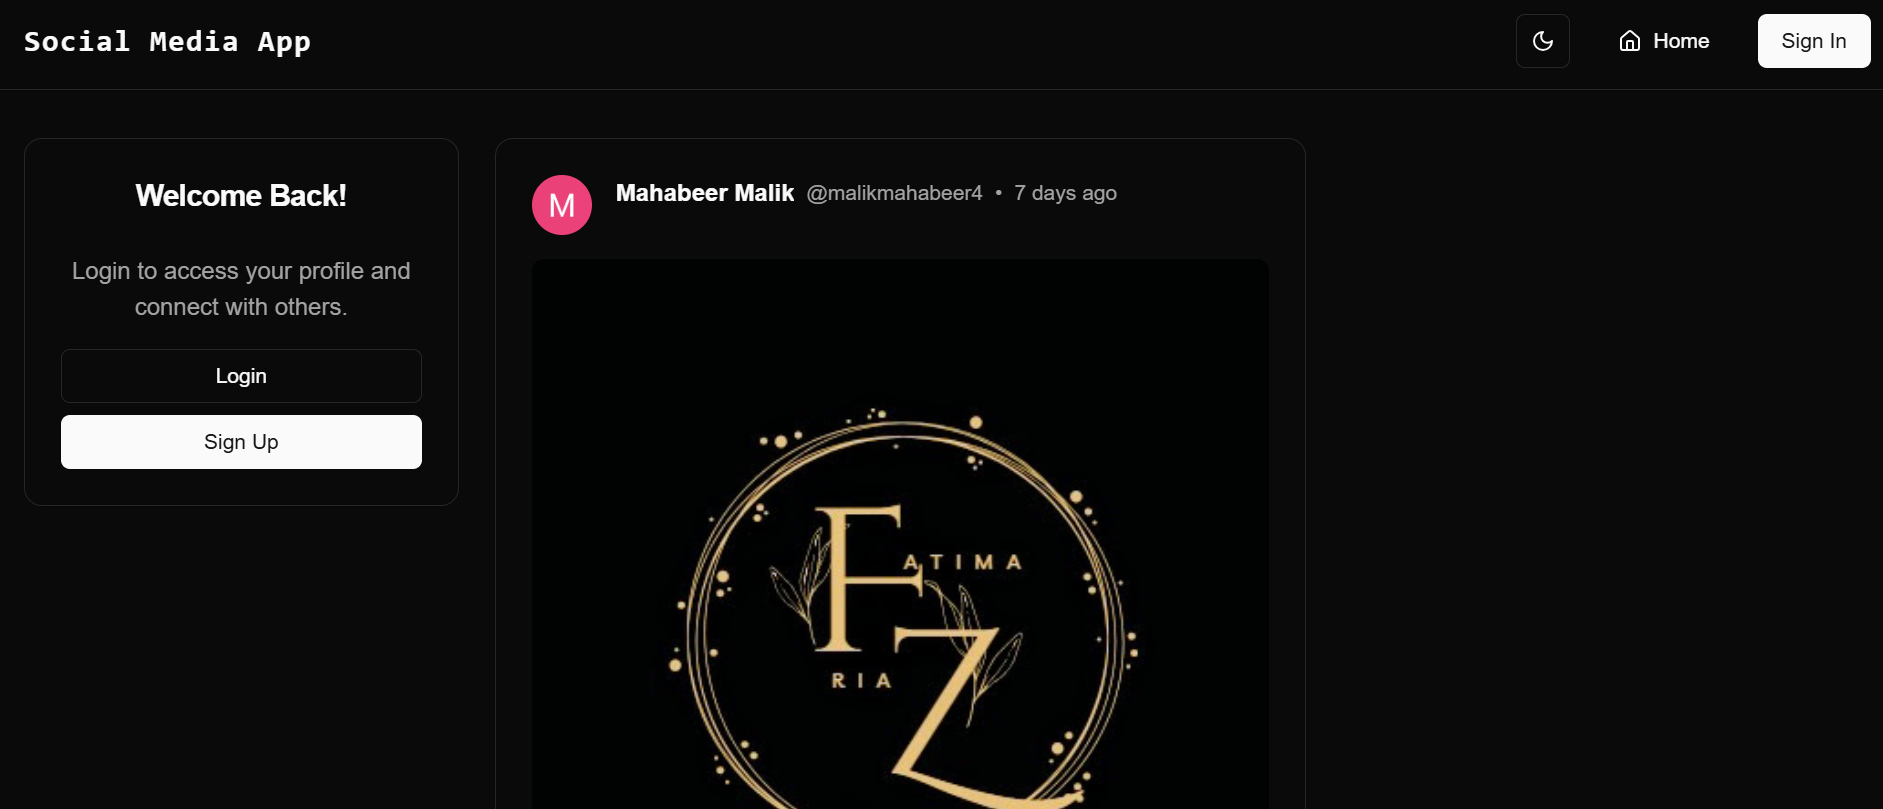 Social Media App
Home
Sign In
Welcome Back!
Login to access your profile and
connect with others.
Login
Sign Up
M
Mahabeer Malik @malikmahabeer4 • 7 days ago
F
ATIMA
Z
RIA